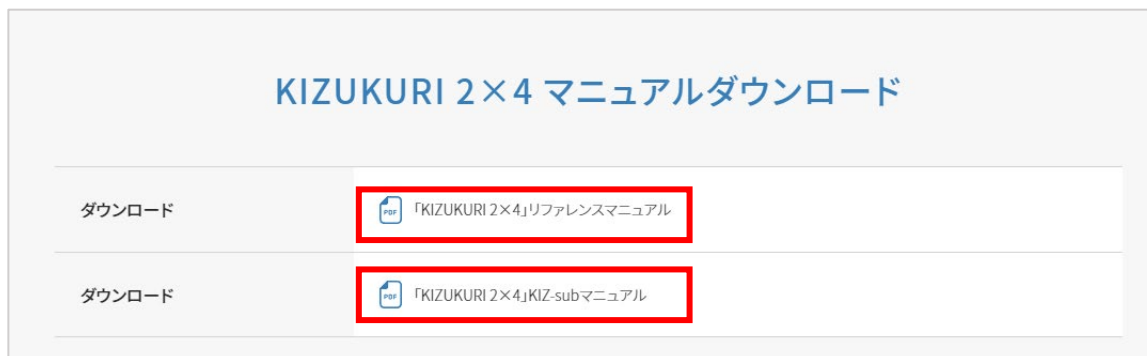 KIZUKURI 2×4 マニュアルダウンロード
ダウンロード
PDF 「KIZUKURI 2×4」リファレンスマニュアル
ダウンロード
PDF 「KIZUKURI 2×4」KIZ-subマニュアル